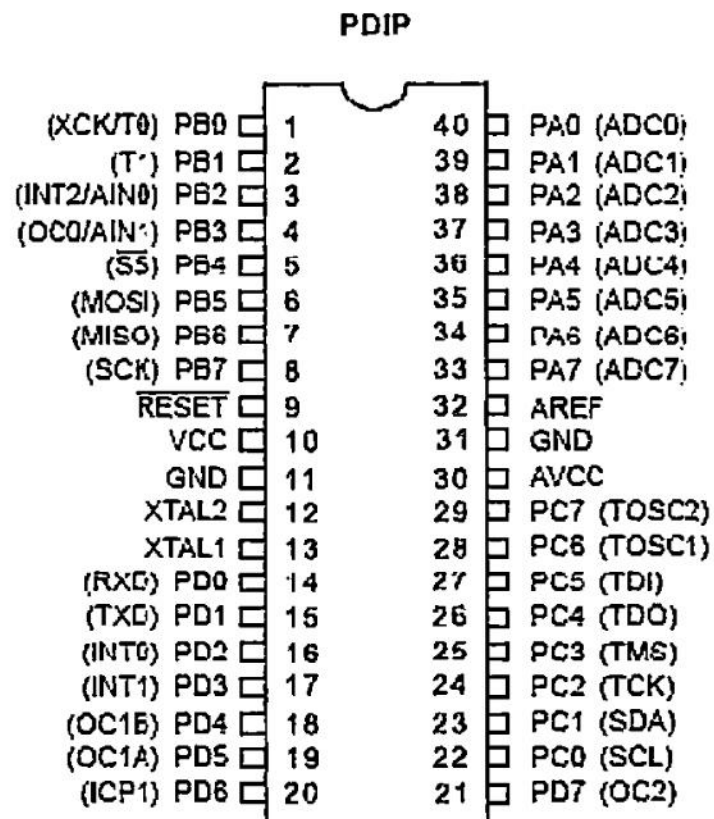 PDIP
(XCK/T0) PB0 1 40 PA0 (ADC0)
(T1) PB1 2 39 PA1 (ADC1)
(INT2/AIN0) PB2 3 38 PA2 (ADC2)
(OC0/AIN1) PB3 4 37 PA3 (ADC3)
(SS) PB4 5 36 PA4 (ADC4)
(MOSI) PB5 6 35 PA5 (ADC5)
(MISO) PB6 7 34 PA6 (ADC6)
(SCK) PB7 8 33 PA7 (ADC7)
RESET 9 32 AREF
VCC 10 31 GND
GND 11 30 AVCC
XTAL2 12 29 PC7 (TOSC2)
XTAL1 13 28 PC6 (TOSC1)
(RXD) PD0 14 27 PC5 (TDI)
(TXD) PD1 15 26 PC4 (TDO)
(INT0) PD2 16 25 PC3 (TMS)
(INT1) PD3 17 24 PC2 (TCK)
(OC1B) PD4 18 23 PC1 (SDA)
(OC1A) PD5 19 22 PC0 (SCL)
(ICP1) PD6 20 21 PD7 (OC2)